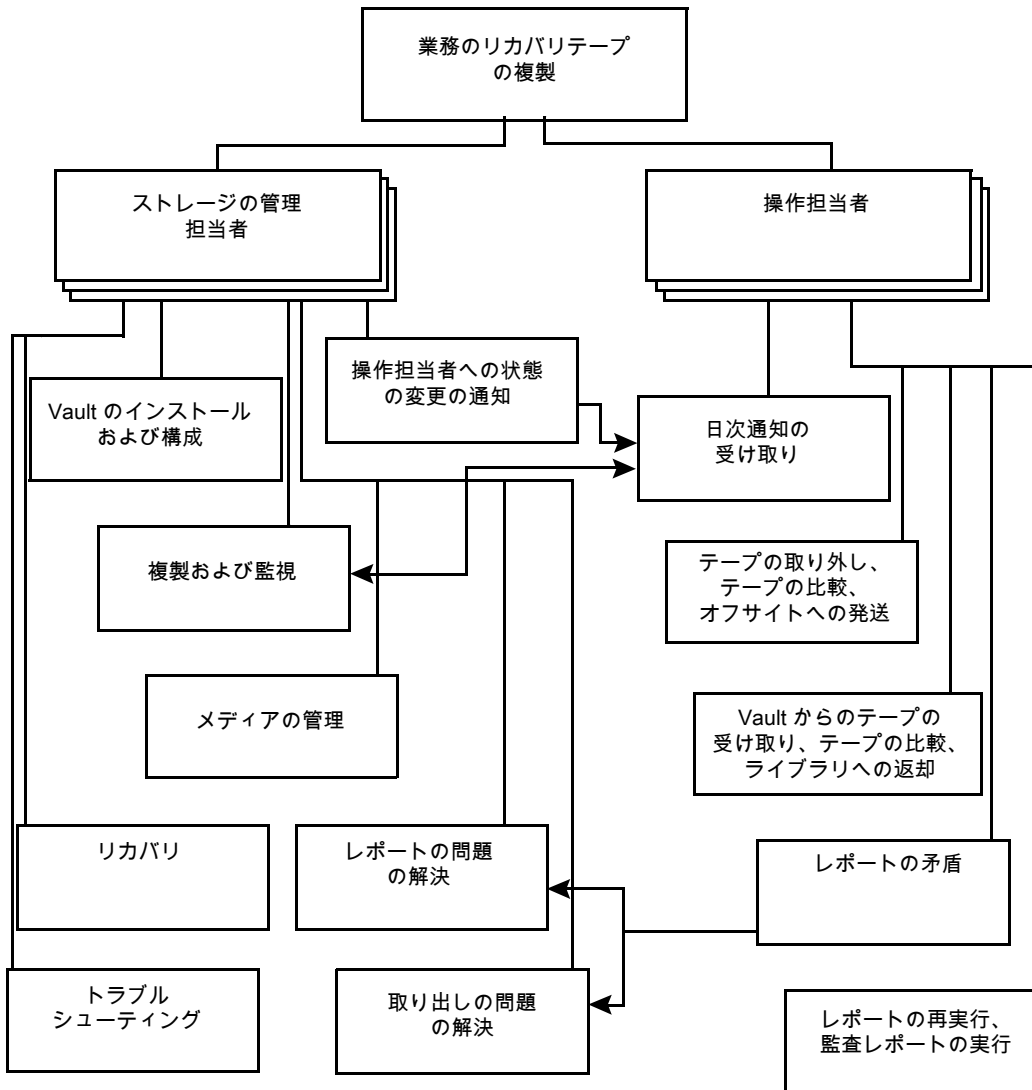 業務のリカバリテープ
の複製
ストレージの管理
担当者
操作担当者
操作担当者への状態
の変更の通知
Vault のインストール
および構成
日次通知の
受け取り
複製および監視
テープの取り外し、
テープの比較、
オフサイトへの発送
メディアの管理
Vault からのテープの
受け取り、テープの比較、
ライブラリへの返却
リカバリ
レポートの問題
の解決
レポートの矛盾
トラブル
シューティング
取り出しの問題
の解決
レポートの再実行、
監査レポートの実行